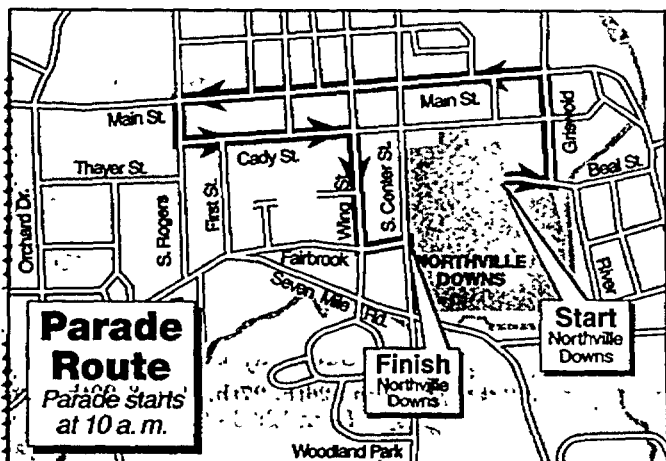 Main St.
Main St.
Griswold
Cady St.
S. Center St.
Beal St.
Thayer St.
Orchard Dr.
S. Rogers
First St.
Wing St.
Fairbrook
River
NORTHVILLE
DOWNS
Seven Mile Rd.
Parade
Route
Parade starts
at 10 a.m.
Start
Northville
Downs
Finish
Northville
Downs
Woodland Park